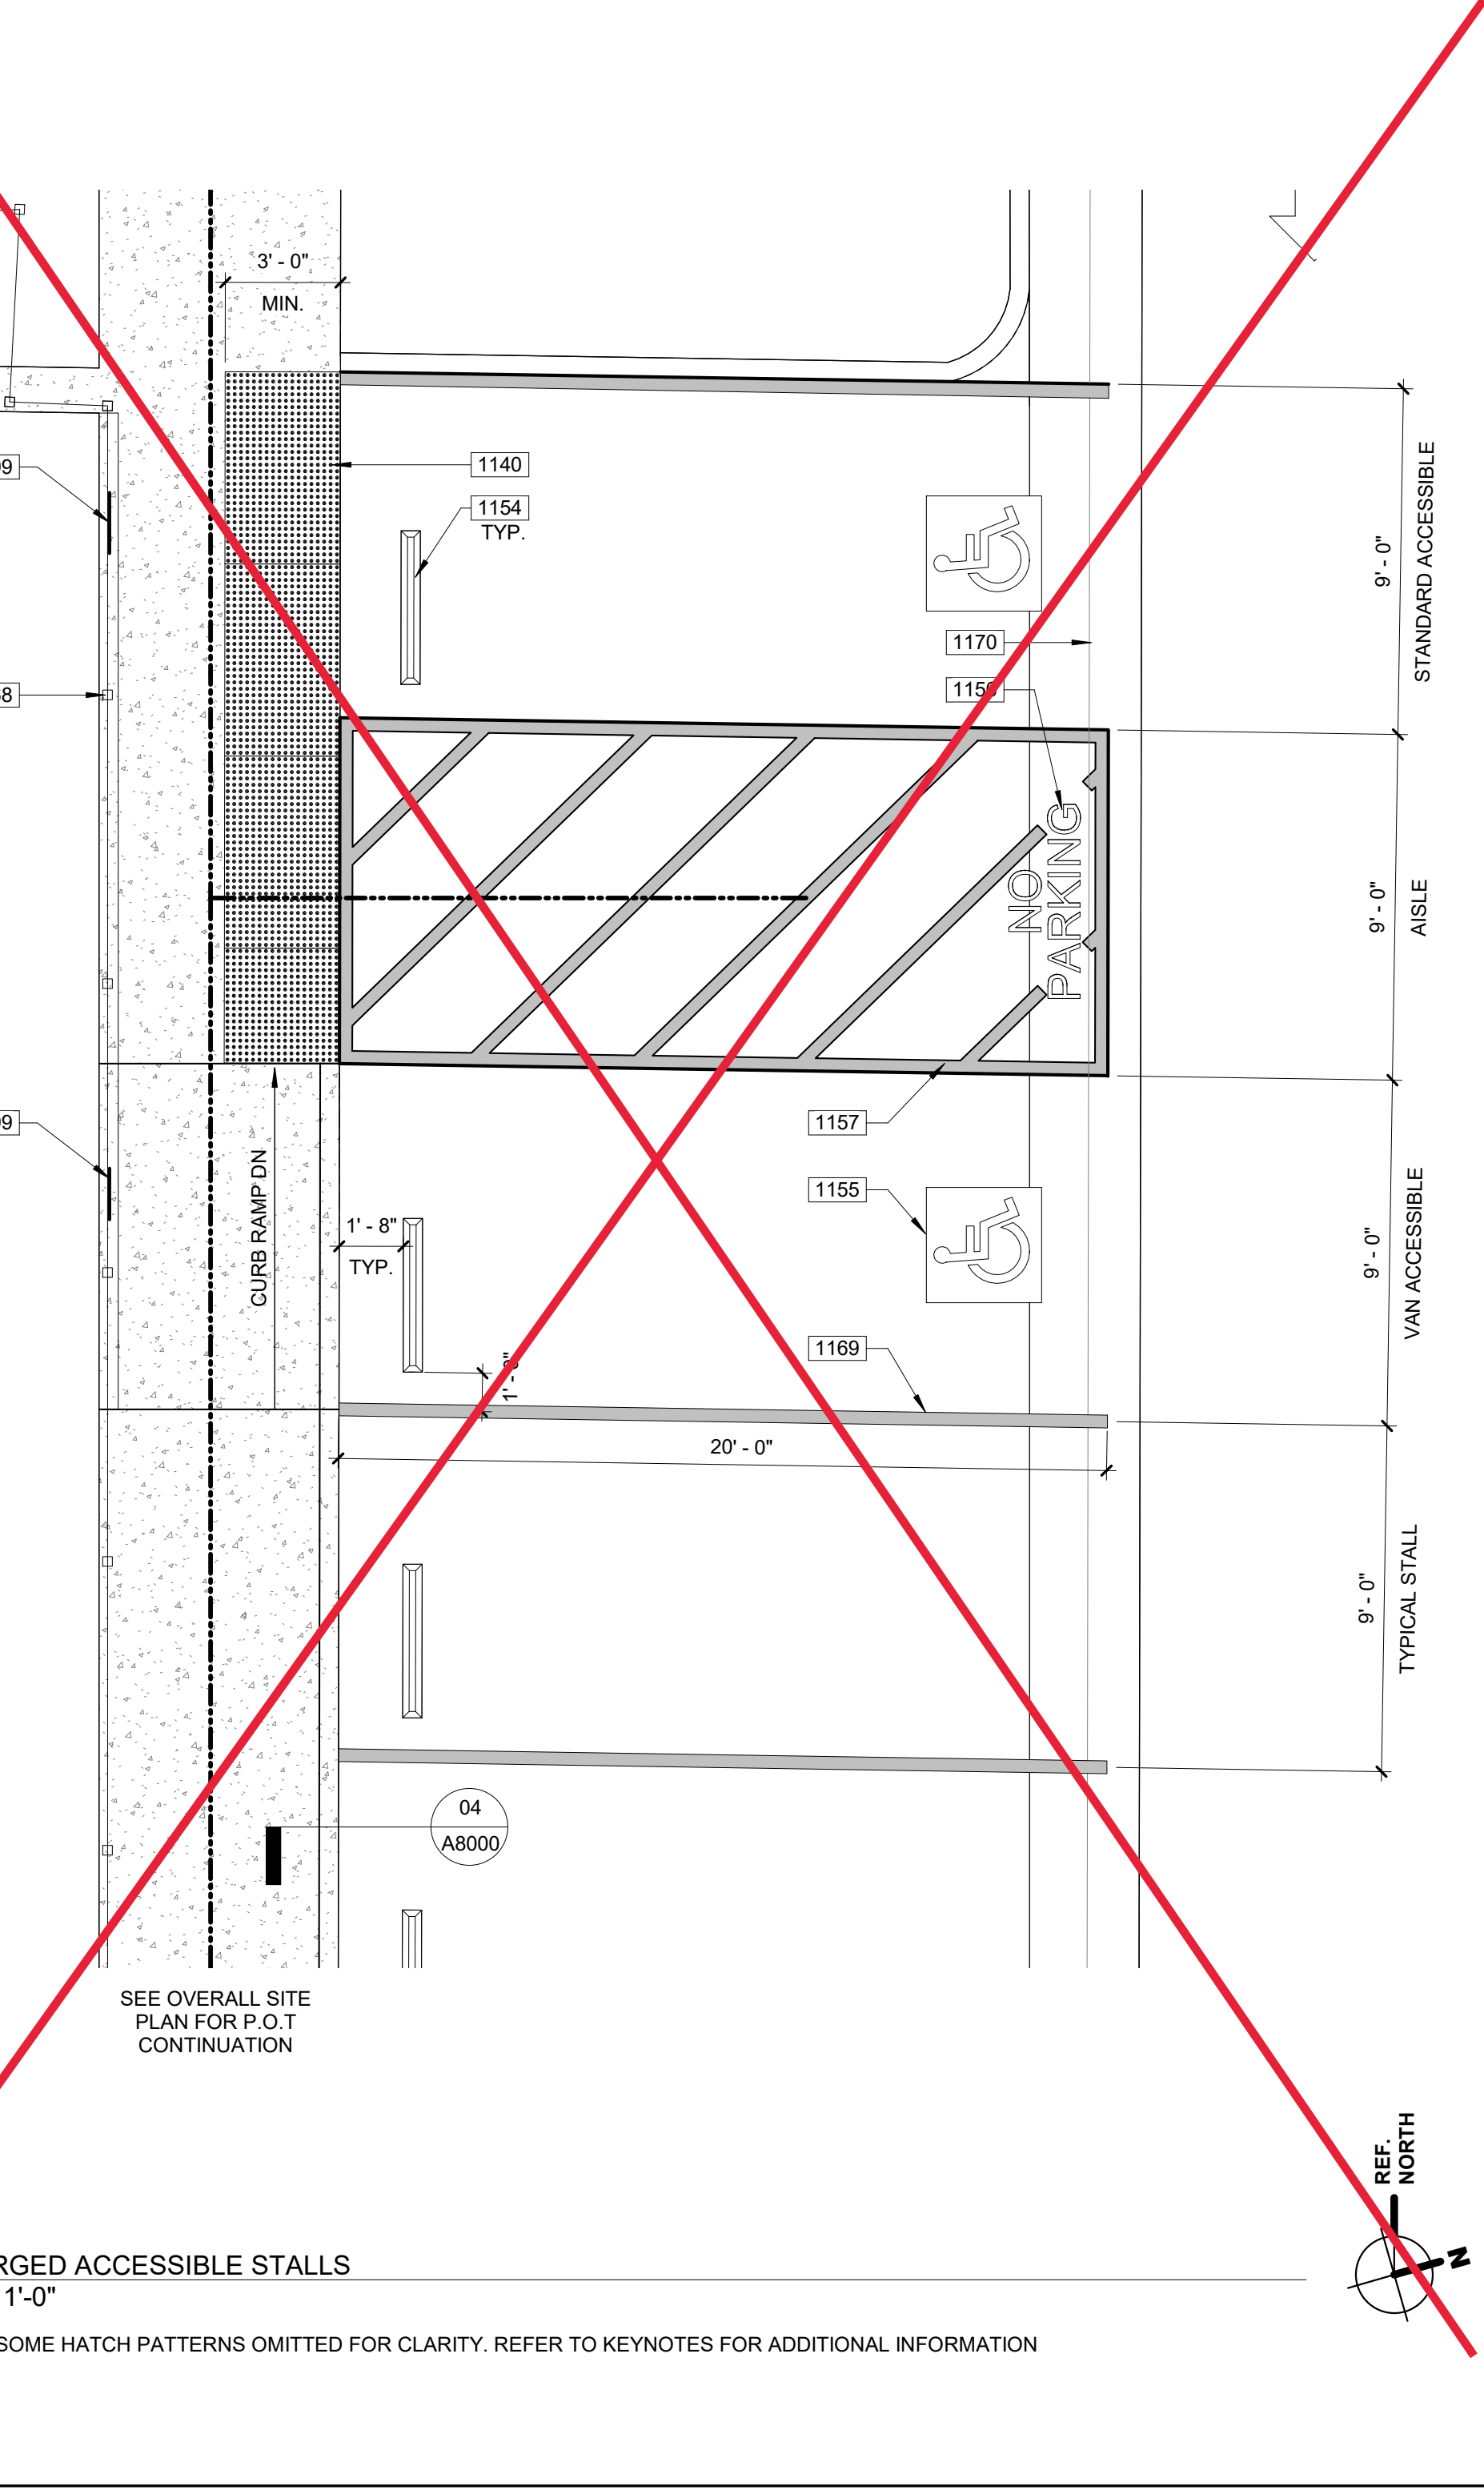 3' - 0"
MIN.
1140
1154
TYP.
1170
9' - 0"
STANDARD ACCESSIBLE
NO
PARKING
9' - 0"
AISLE
1157
1155
CURB RAMP DN
1' - 8"
TYP.
9' - 0"
VAN ACCESSIBLE
1169
20' - 0"
9' - 0"
TYPICAL STALL
04
A8000
SEE OVERALL SITE
PLAN FOR P.O.T
CONTINUATION
REF.
NORTH
N
RGED ACCESSIBLE STALLS
1'-0"
SOME HATCH PATTERNS OMITTED FOR CLARITY. REFER TO KEYNOTES FOR ADDITIONAL INFORMATION